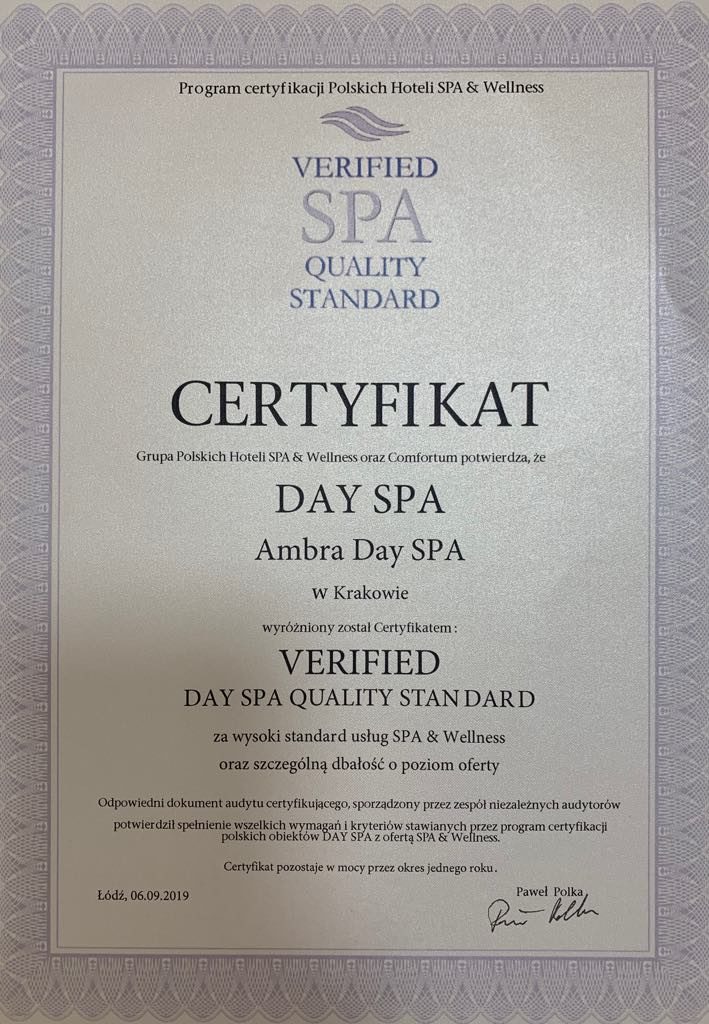 Program certyfikacji Polskich Hoteli SPA & Wellness
VERIFIED
SPA
QUALITY
STANDARD
CERTYFIKAT
Grupa Polskich Hoteli SPA & Wellness oraz Comfortum potwierdza, że
DAY SPA
Ambra Day SPA
w Krakowie
wyróżniony został Certyfikatem :
VERIFIED
DAY SPA QUALITY STANDARD
za wysoki standard usług SPA & Wellness
oraz szczególną dbałość o poziom oferty
Odpowiedni dokument audytu certyfikującego, sporządzony przez zespół niezależnych audytorów
potwierdził spełnienie wszelkich wymagań i kryteriów stawianych przez program certyfikacji
polskich obiektów DAY SPA z ofertą SPA & Wellness.
Certyfikat pozostaje w mocy przez okres jednego roku.
Łódź, 06.09.2019
Paweł Polka